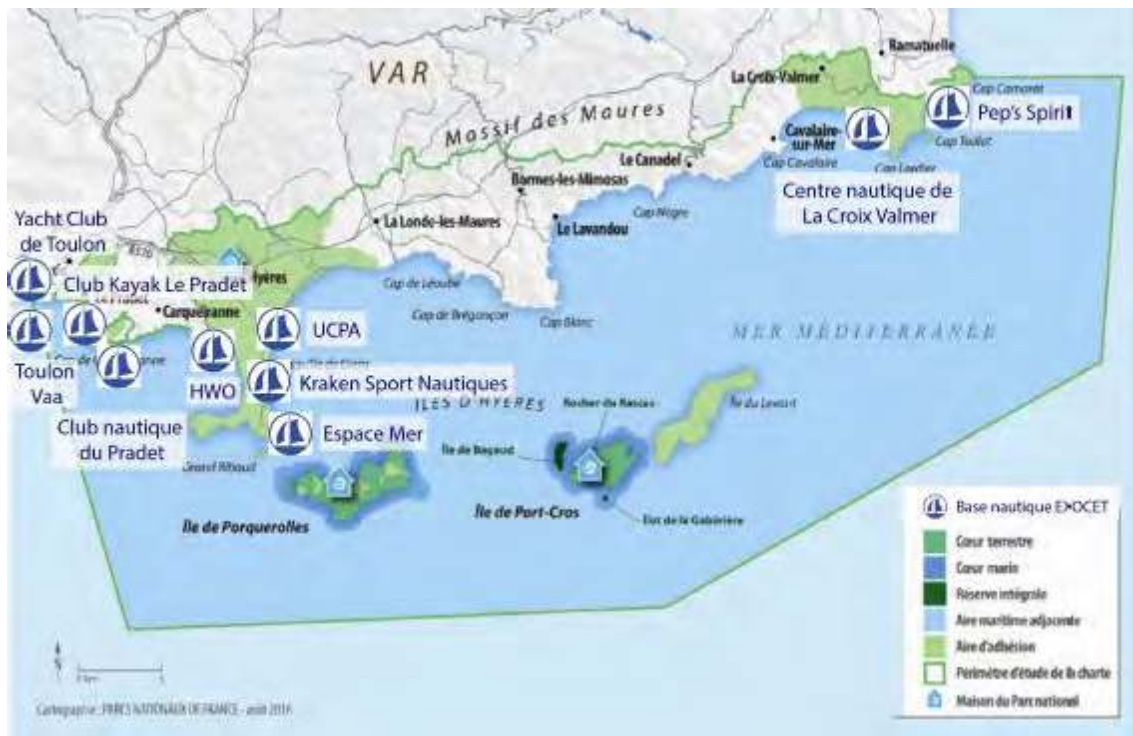 VAR
Massif des Maures
Ramatuelle
La Croix-Valmer
Cap Camarat
Pep's Spirit
Cap Taillat
Cavalaire-
sur-Mer
Cap Lardier
Cap Cavalaire
Centre nautique de
La Croix Valmer
Le Canadel
Bormes-les-Mimosas
Cap Nègre
Le Lavandou
La Londe-les-Maures
Yacht Club
de Toulon
Hyères
Club Kayak Le Pradet
Carqueiranne
Cap de Léoube
Cap de Brégançon
Cap Blanc
UCPA
MER MÉDITERRANÉE
Toulon
Vaa
HWO
Kraken Sport Nautiques
ILES D'HYERES
Rocher du Rascas
Île du Levant
Club nautique
du Pradet
Espace Mer
Île de Bagaud
Grand Ribaud
Île de Porquerolles
Île de Port-Cros
Îlot de la Gabinière
Base nautique EXOCET
Cœur terrestre
Cœur marin
Réserve intégrale
Aire maritime adjacente
Aire d'adhésion
Périmètre d'étude de la charte
Maison du Parc national
N
Cartographie : PARCS NATIONAUX DE FRANCE - août 2016